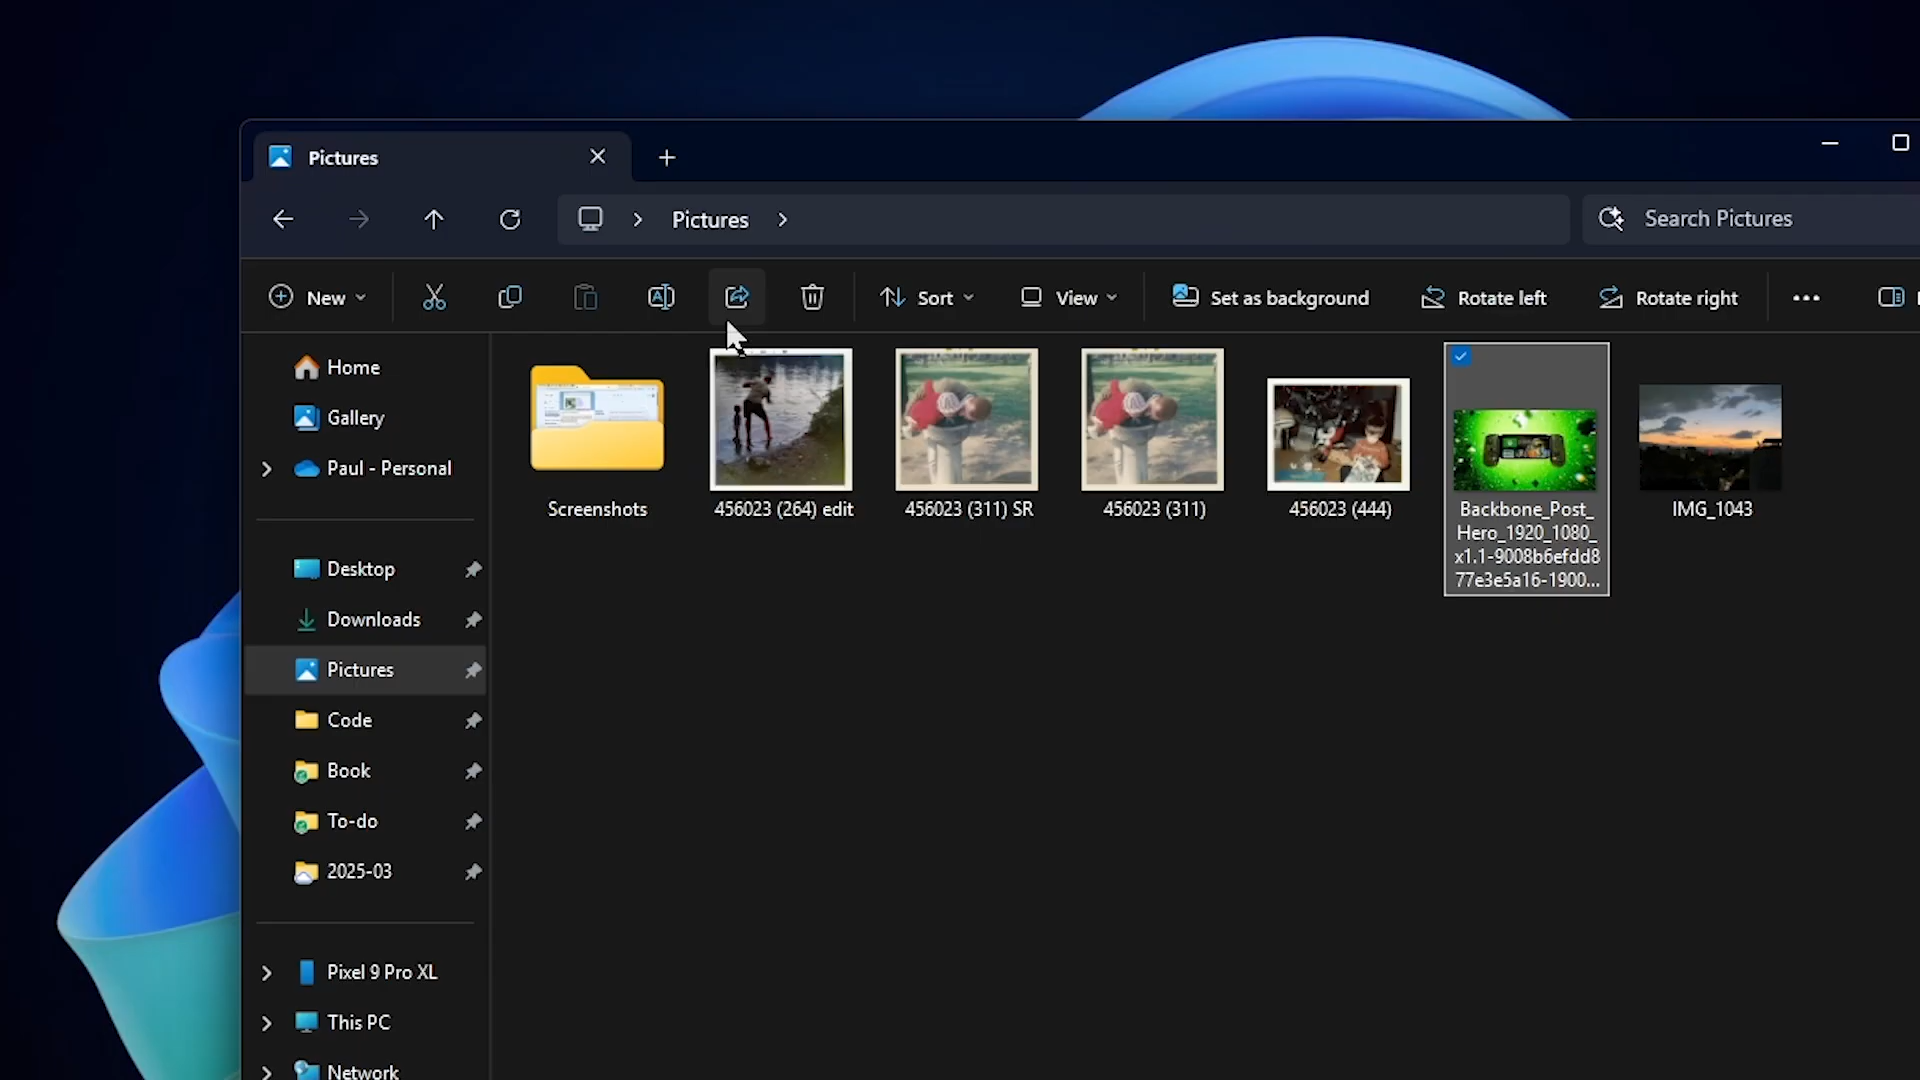 Pictures
Pictures
Search Pictures
New
Sort
View
Set as background
Rotate left
Rotate right
Home
Gallery
Paul - Personal
Desktop
Downloads
Pictures
Code
Book
To-do
2025-03
Pixel 9 Pro XL
This PC
Network
Screenshots
456023 (264) edit
456023 (311) SR
456023 (311)
456023 (444)
Backbone_Post_
Hero_1920_1080_
x1.1-9008b6efdd8
77e3e5a16-1900...
IMG_1043